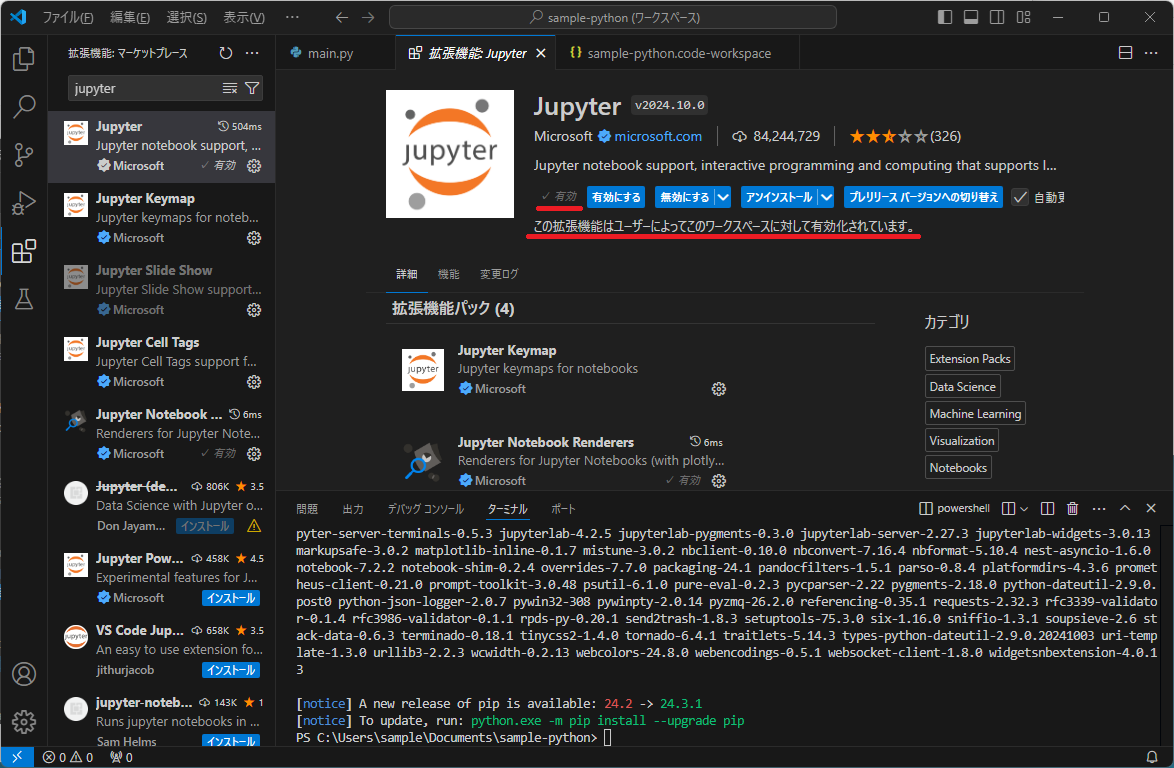 ファイル(F) 編集(E) 選択(S) 表示(V) … sample-python (ワークスペース)
拡張機能: マーケットプレース
jupyter
Jupyter 504ms
Jupyter notebook support, ...
Microsoft ✓ 有効
Jupyter Keymap
Jupyter keymaps for noteb...
Microsoft
Jupyter Slide Show
Jupyter Slide Show support...
Microsoft
Jupyter Cell Tags
Jupyter Cell Tags support f...
Microsoft
Jupyter Notebook ... 6ms
Renderers for Jupyter Note...
Microsoft ✓ 有効
Jupyter (de... 806K ★ 3.5
Data Science with Jupyter o...
Don Jayam... インストール
Jupyter Pow... 458K ★ 4.5
Experimental features for J...
Microsoft インストール
VS Code Jup... 658K ★ 3.5
An easy to use extension fo...
jithurjacob インストール
jupyter-noteb... 143K ★ 1
Runs jupyter notebooks in ...
Sam Helms インストール
main.py 拡張機能: Jupyter {} sample-python.code-workspace
jupyter
Jupyter v2024.10.0
Microsoft microsoft.com 84,244,729 (326)
Jupyter notebook support, interactive programming and computing that supports I...
✓ 有効 有効にする 無効にする アンインストール プレリリース バージョンへの切り替え 自動更
この拡張機能はユーザーによってこのワークスペースに対して有効化されています。
詳細 機能 変更ログ
拡張機能パック (4)
Jupyter Keymap
Jupyter keymaps for notebooks
Microsoft
Jupyter Notebook Renderers 6ms
Renderers for Jupyter Notebooks (with plotly...
Microsoft ✓ 有効
カテゴリ
Extension Packs
Data Science
Machine Learning
Visualization
Notebooks
問題 出力 デバッグ コンソール ターミナル ポート powershell
pyter-server-terminals-0.5.3 jupyterlab-4.2.5 jupyterlab-pygments-0.3.0 jupyterlab-server-2.27.3 jupyterlab-widgets-3.0.13
markupsafe-3.0.2 matplotlib-inline-0.1.7 mistune-3.0.2 nbclient-0.10.0 nbconvert-7.16.4 nbformat-5.10.4 nest-asyncio-1.6.0
notebook-7.2.2 notebook-shim-0.2.4 overrides-7.7.0 packaging-24.1 pandocfilters-1.5.1 parso-0.8.4 platformdirs-4.3.6 promet
heus-client-0.21.0 prompt-toolkit-3.0.48 psutil-6.1.0 pure-eval-0.2.3 pycparser-2.22 pygments-2.18.0 python-dateutil-2.9.0.
post0 python-json-logger-2.0.7 pywin32-308 pywinpty-2.0.14 pyzmq-26.2.0 referencing-0.35.1 requests-2.32.3 rfc3339-validato
r-0.1.4 rfc3986-validator-0.1.1 rpds-py-0.20.1 send2trash-1.8.3 setuptools-75.3.0 six-1.16.0 sniffio-1.3.1 soupsieve-2.6 st
ack-data-0.6.3 terminado-0.18.1 tinycss2-1.4.0 tornado-6.4.1 traitlets-5.14.3 types-python-dateutil-2.9.0.20241003 uri-temp
late-1.3.0 urllib3-2.2.3 wcwidth-0.2.13 webcolors-24.8.0 webencodings-0.5.1 websocket-client-1.8.0 widgetsnbextension-4.0.1
3
[notice] A new release of pip is available: 24.2 -> 24.3.1
[notice] To update, run: python.exe -m pip install --upgrade pip
PS C:\Users\sample\Documents\sample-python>
0 0 0